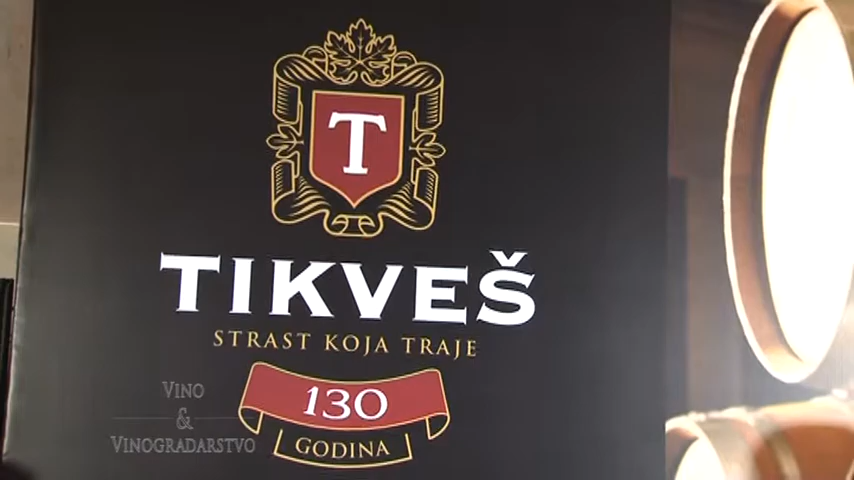 T
TIKVEŠ
STRAST KOJA TRAJE
130
GODINA
VINO
&
VINOGRADARSTVO